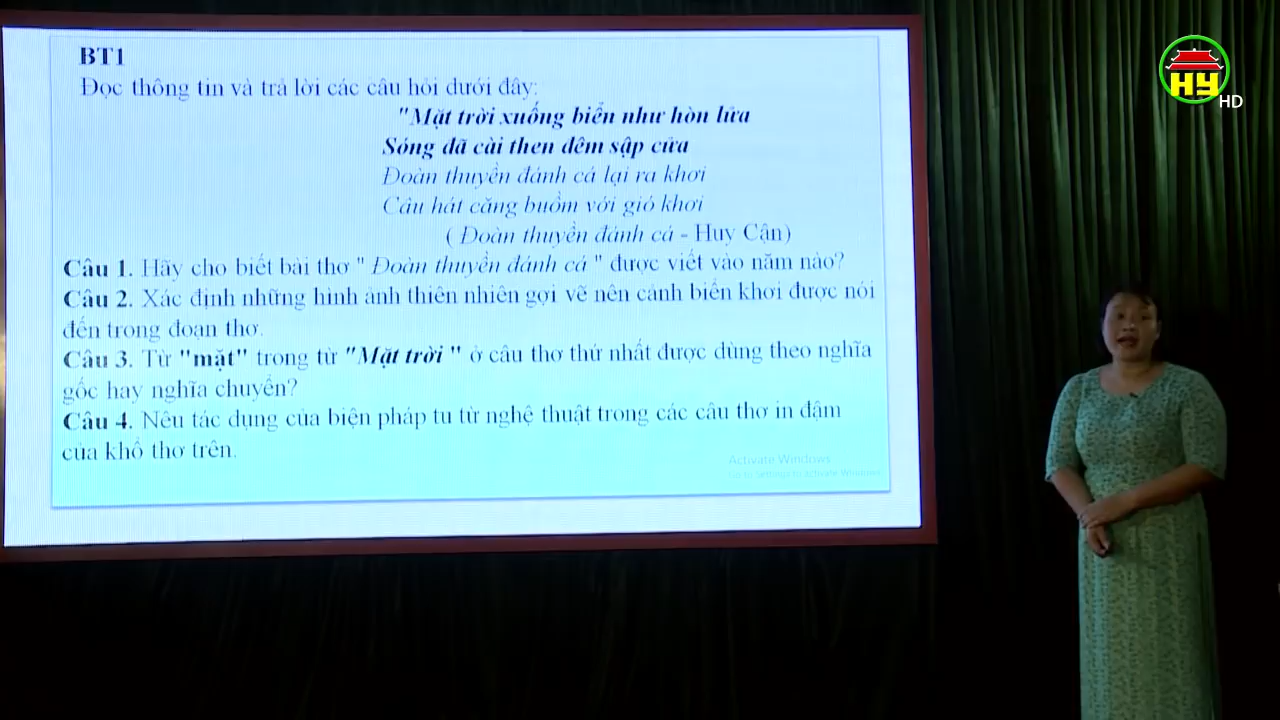 HY
HD
BT1
Đọc thông tin và trả lời các câu hỏi dưới đây:
"Mặt trời xuống biển như hòn lửa
Sóng đã cài then đêm sập cửa
Đoàn thuyền đánh cá lại ra khơi
Câu hát căng buồm với gió khơi
( Đoàn thuyền đánh cá - Huy Cận)
Câu 1. Hãy cho biết bài thơ " Đoàn thuyền đánh cá " được viết vào năm nào?
Câu 2. Xác định những hình ảnh thiên nhiên gợi vẽ nên cảnh biển khơi được nói
đến trong đoạn thơ.
Câu 3. Từ "mặt" trong từ "Mặt trời " ở câu thơ thứ nhất được dùng theo nghĩa
gốc hay nghĩa chuyển?
Câu 4. Nêu tác dụng của biện pháp tu từ nghệ thuật trong các câu thơ in đậm
của khổ thơ trên.
Activate Windows
Go to Settings to activate Windows.